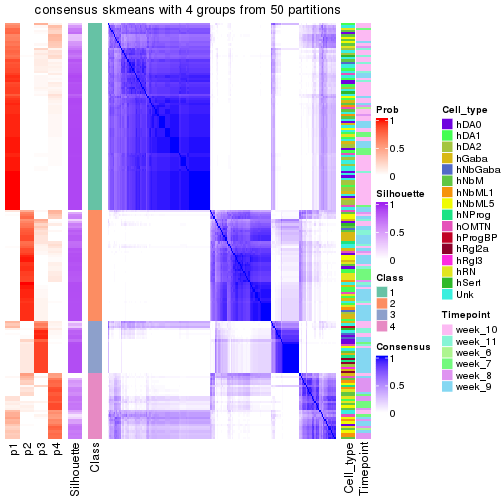 consensus skmeans with 4 groups from 50 partitions
p1
p2
p3
p4
Silhouette
Class
Cell_type
Timepoint
Prob
1
0.5
0
Silhouette
1
0.5
0
Class
1
2
3
4
Consensus
1
0.5
0
Cell_type
hDA0
hDA1
hDA2
hGaba
hNbGaba
hNbM
hNbML1
hNbML5
hNProg
hOMTN
hProgBP
hRgl2a
hRgl3
hRN
hSert
Unk
Timepoint
week_10
week_11
week_6
week_7
week_8
week_9